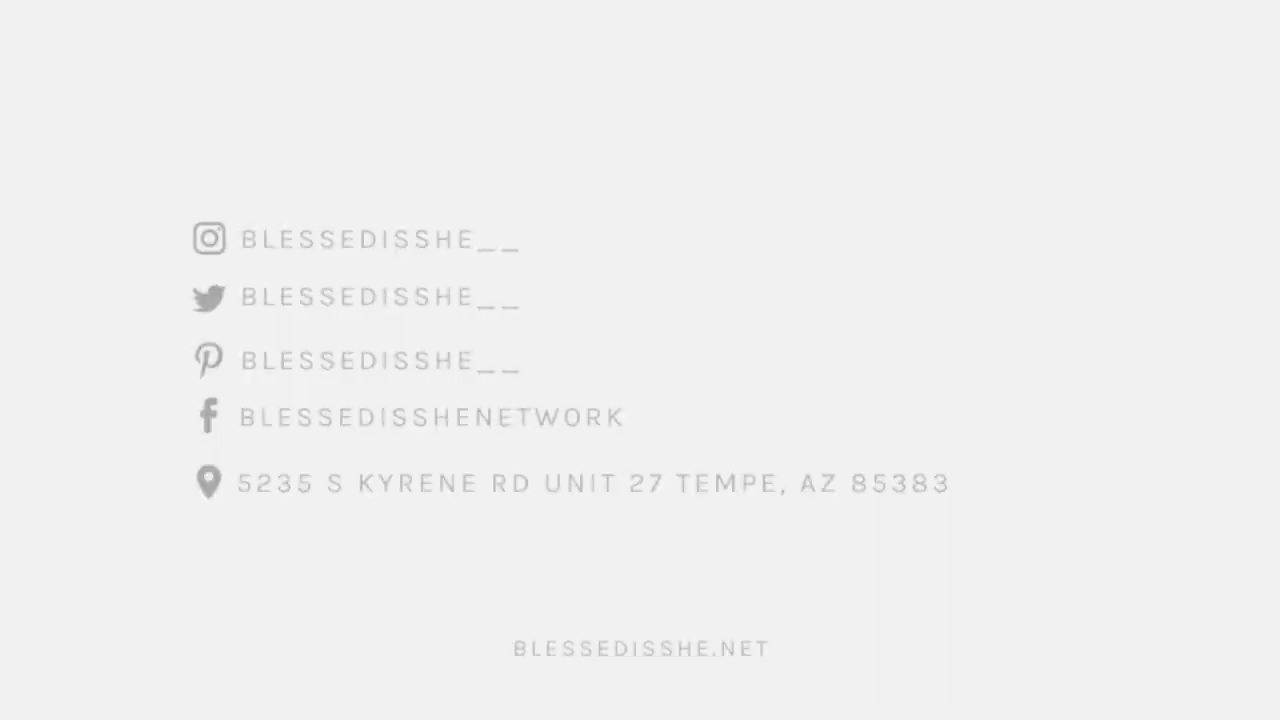 BLESSEDISSHE__
BLESSEDISSHE__
BLESSEDISSHE__
BLESSEDISSHENETWORK
5235 S KYRENE RD UNIT 27 TEMPE, AZ 85383
BLESSEDISSHE.NET